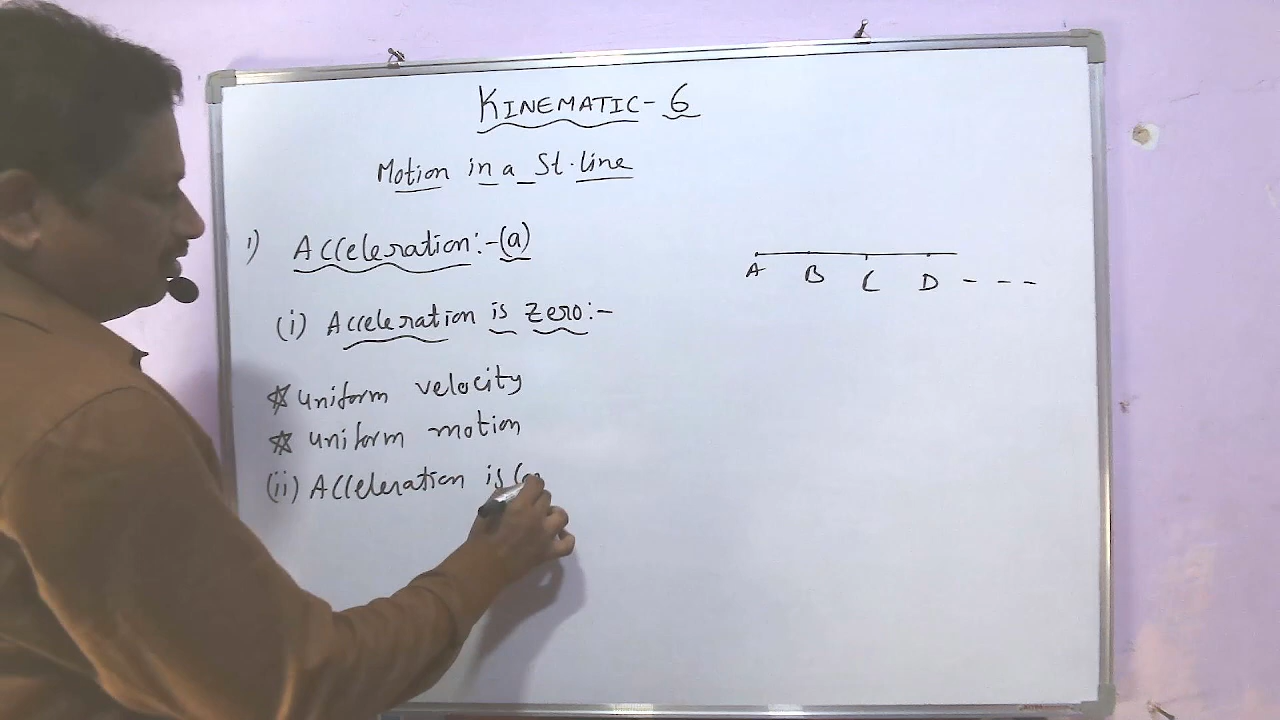 KINEMATIC-6
Motion in a St. line
1) Acceleration:-(a)
A B C D - - -
(i) Acceleration is zero:-
☆ uniform velocity
☆ uniform motion
(ii) Acceleration is